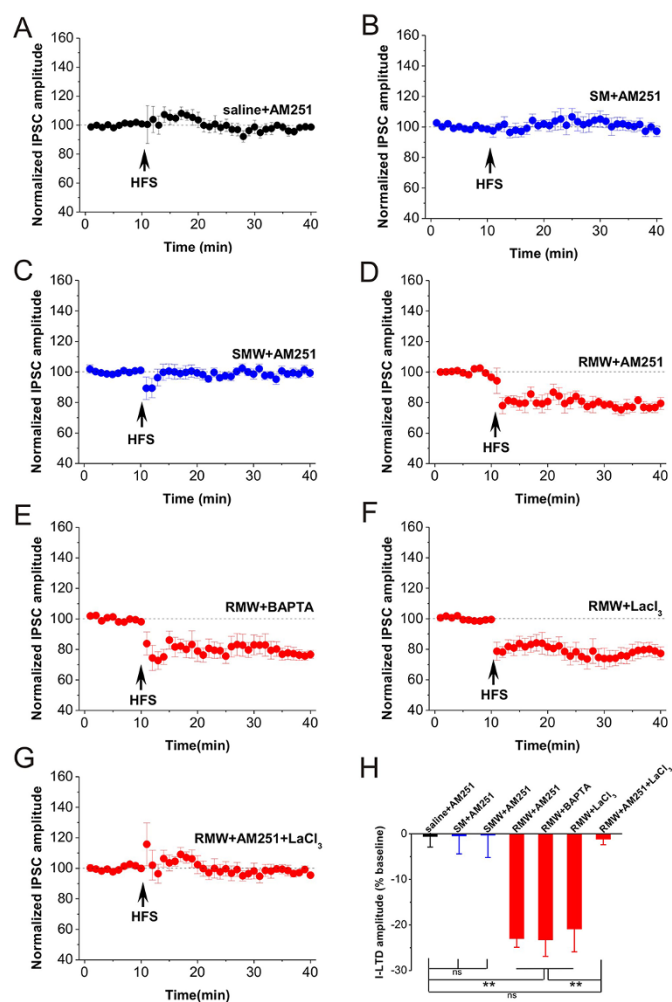 A
Normalized IPSC amplitude
160
140
120
100
80
60
40
saline+AM251
HFS
0 10 20 30 40
Time (min)
B
Normalized IPSC amplitude
160
140
120
100
80
60
40
SM+AM251
HFS
0 10 20 30 40
Time (min)
C
Normalized IPSC amplitude
160
140
120
100
80
60
40
SMW+AM251
HFS
0 10 20 30 40
Time (min)
D
Normalized IPSC amplitude
160
140
120
100
80
60
40
RMW+AM251
HFS
0 10 20 30 40
Time(min)
E
Normalized IPSC amplitude
160
140
120
100
80
60
40
RMW+BAPTA
HFS
0 10 20 30 40
Time(min)
F
Normalized IPSC amplitude
160
140
120
100
80
60
40
RMW+Lacl₃
HFS
0 10 20 30 40
Time(min)
G
Normalized IPSC amplitude
160
140
120
100
80
60
40
RMW+AM251+LaCl₃
HFS
0 10 20 30 40
Time(min)
H
saline+AM251
SM+AM251
SMW+AM251
RMW+AM251
RMW+BAPTA
RMW+LaCl₃
RMW+AM251+LaCl₃
I-LTD amplitude (% baseline)
0
-10
-20
-30
ns
** **
ns